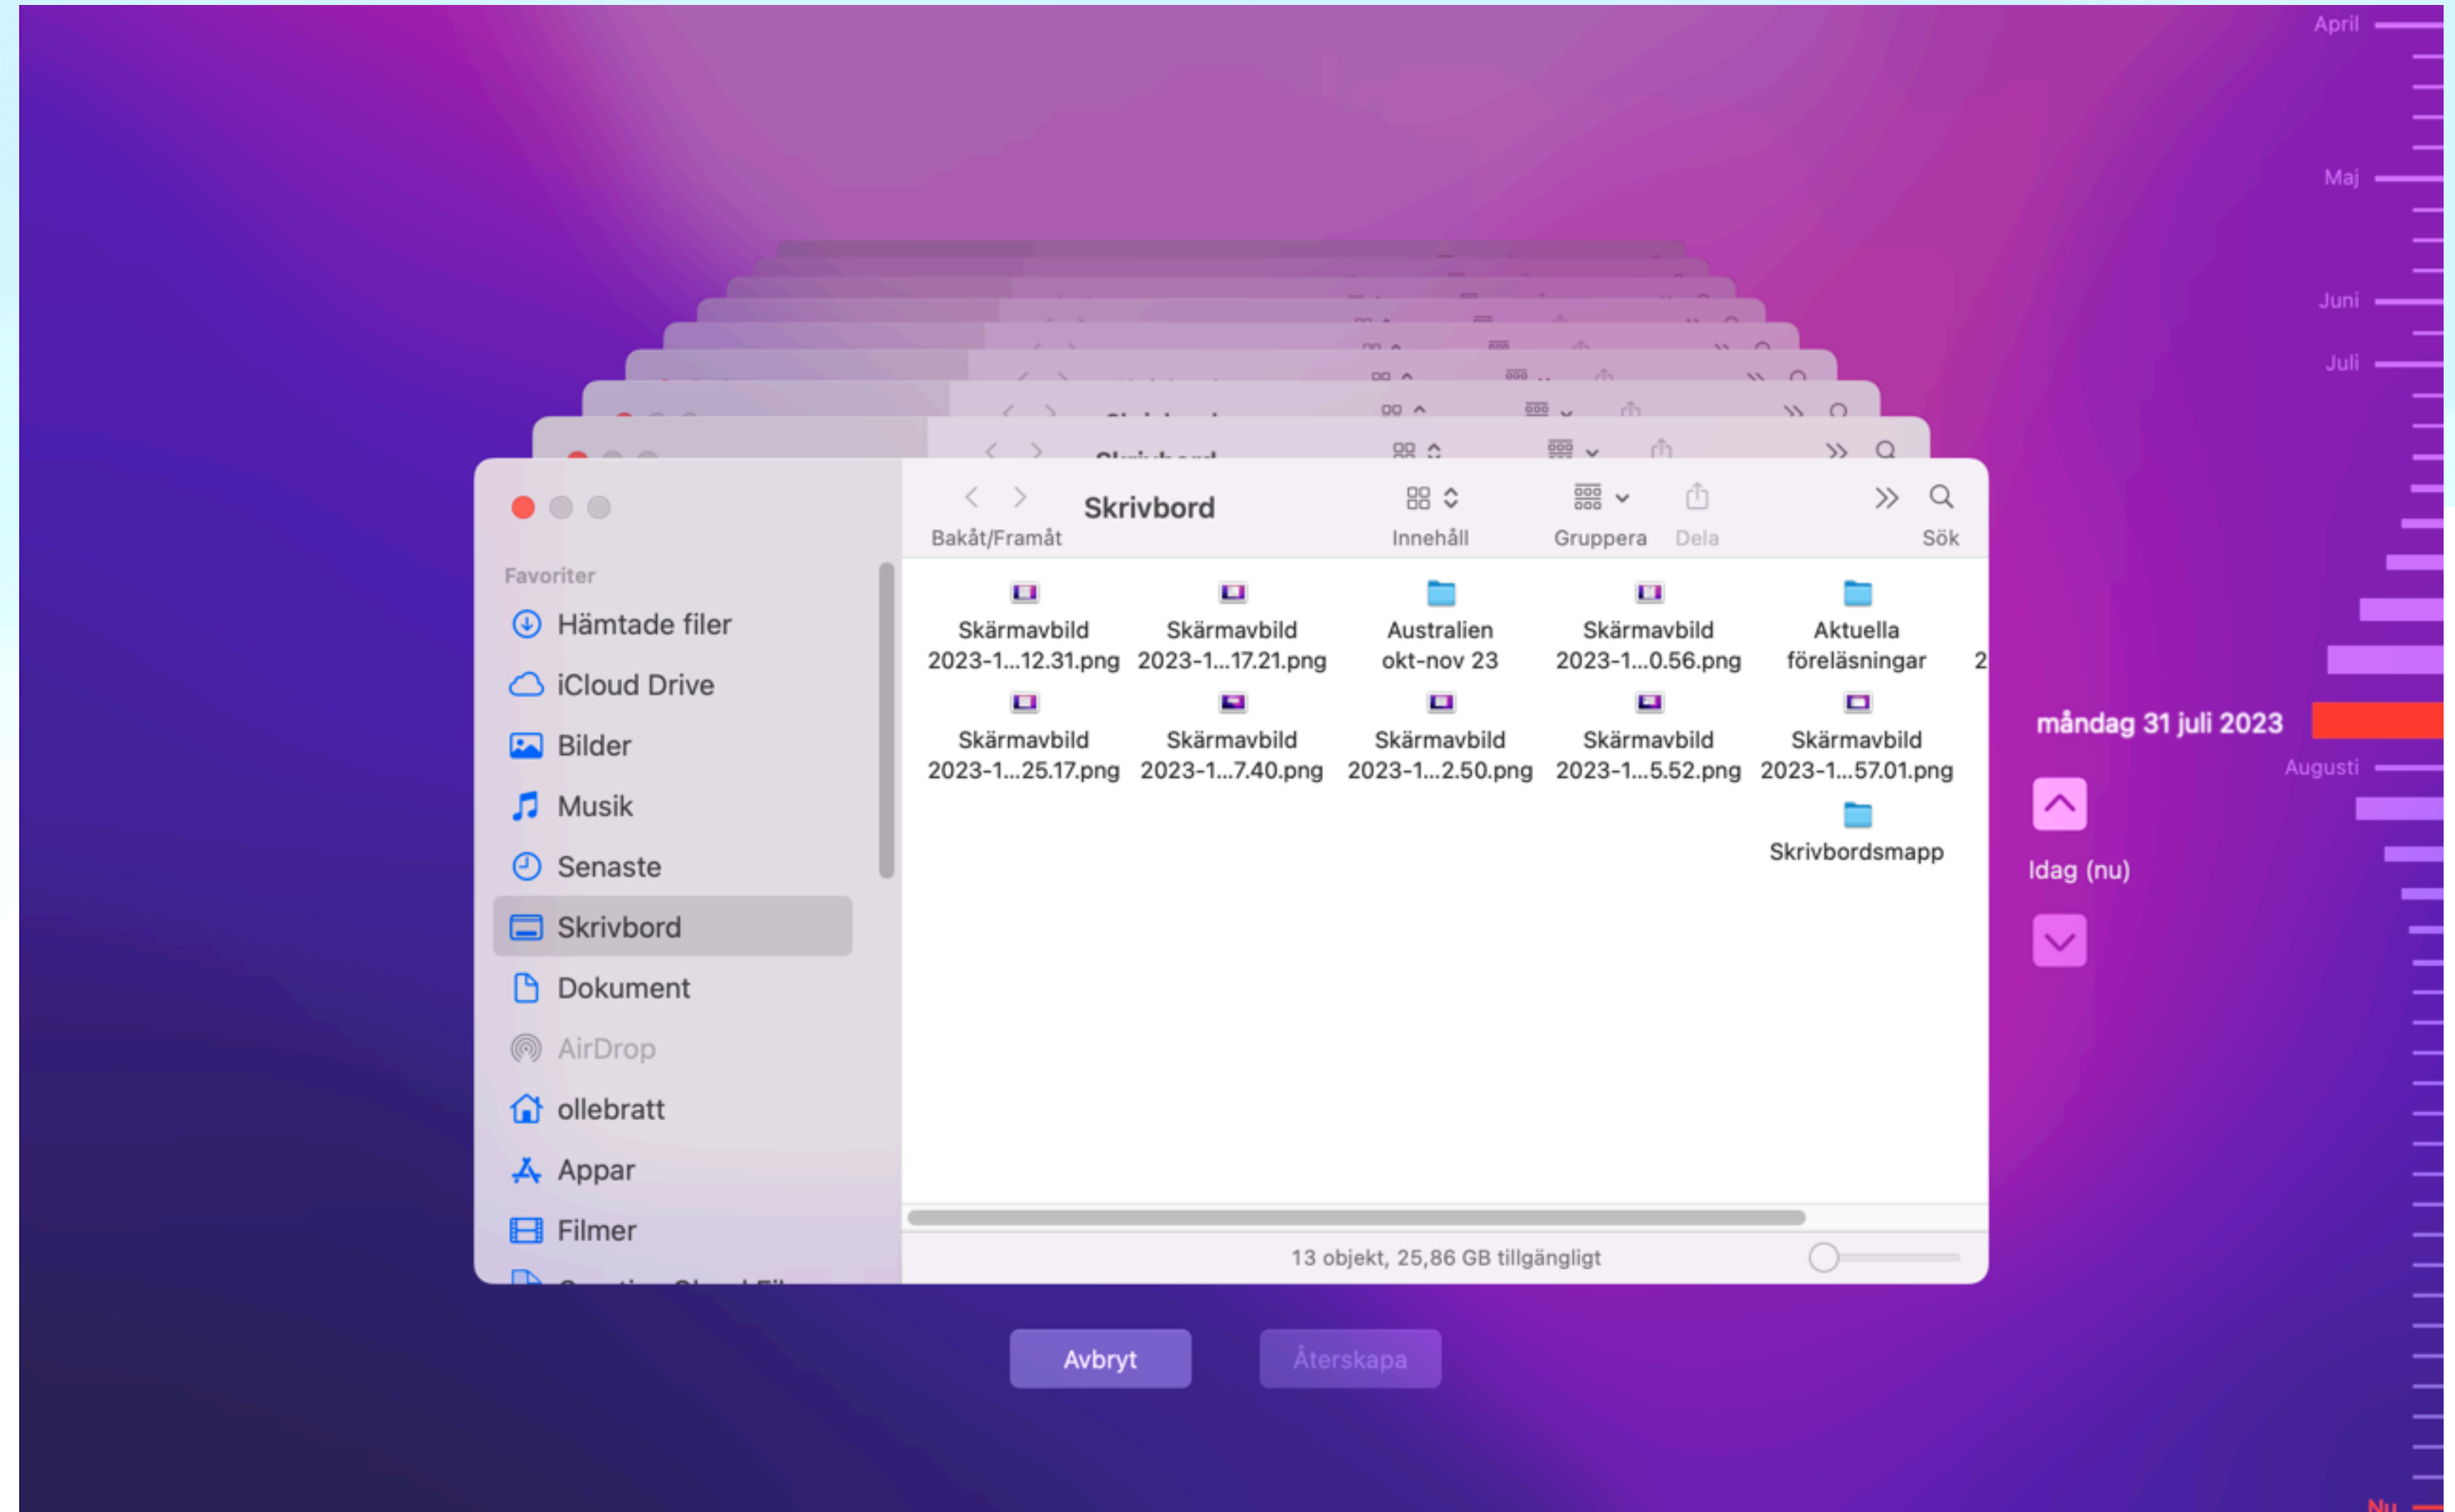 April
Maj
Juni
Juli
Skrivbord
Bakåt/Framåt
Innehåll
Gruppera
Dela
Sök
Favoriter
Hämtade filer
iCloud Drive
Bilder
Musik
Senaste
Skrivbord
Dokument
AirDrop
ollebratt
Appar
Filmer
Skärmavbild
2023-1...12.31.png
Skärmavbild
2023-1...17.21.png
Australien
okt-nov 23
Skärmavbild
2023-1...0.56.png
Aktuella
föreläsningar
2
Skärmavbild
2023-1...25.17.png
Skärmavbild
2023-1...7.40.png
Skärmavbild
2023-1...2.50.png
Skärmavbild
2023-1...5.52.png
Skärmavbild
2023-1...57.01.png
Skrivbordsmapp
13 objekt, 25,86 GB tillgängligt
måndag 31 juli 2023
Augusti
Idag (nu)
Avbryt
Återskapa
Nu